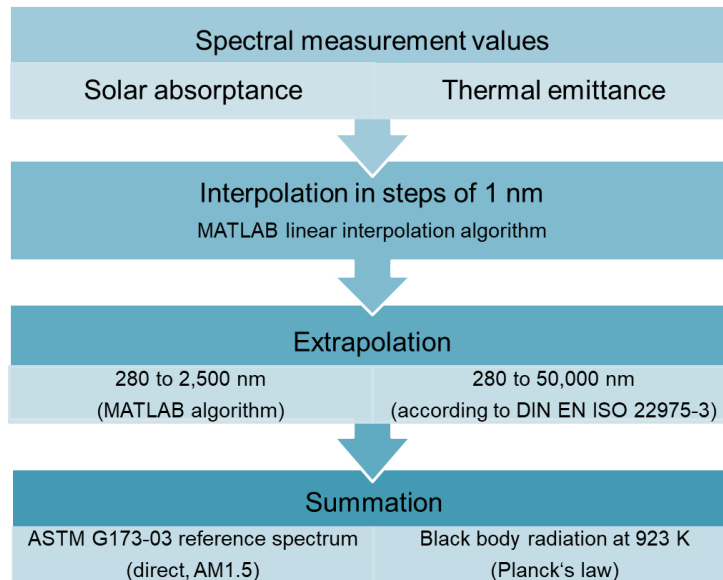 Spectral measurement values
Solar absorptance
Thermal emittance
Interpolation in steps of 1 nm
MATLAB linear interpolation algorithm
Extrapolation
280 to 2,500 nm
(MATLAB algorithm)
280 to 50,000 nm
(according to DIN EN ISO 22975-3)
Summation
ASTM G173-03 reference spectrum
(direct, AM1.5)
Black body radiation at 923 K
(Planck‘s law)